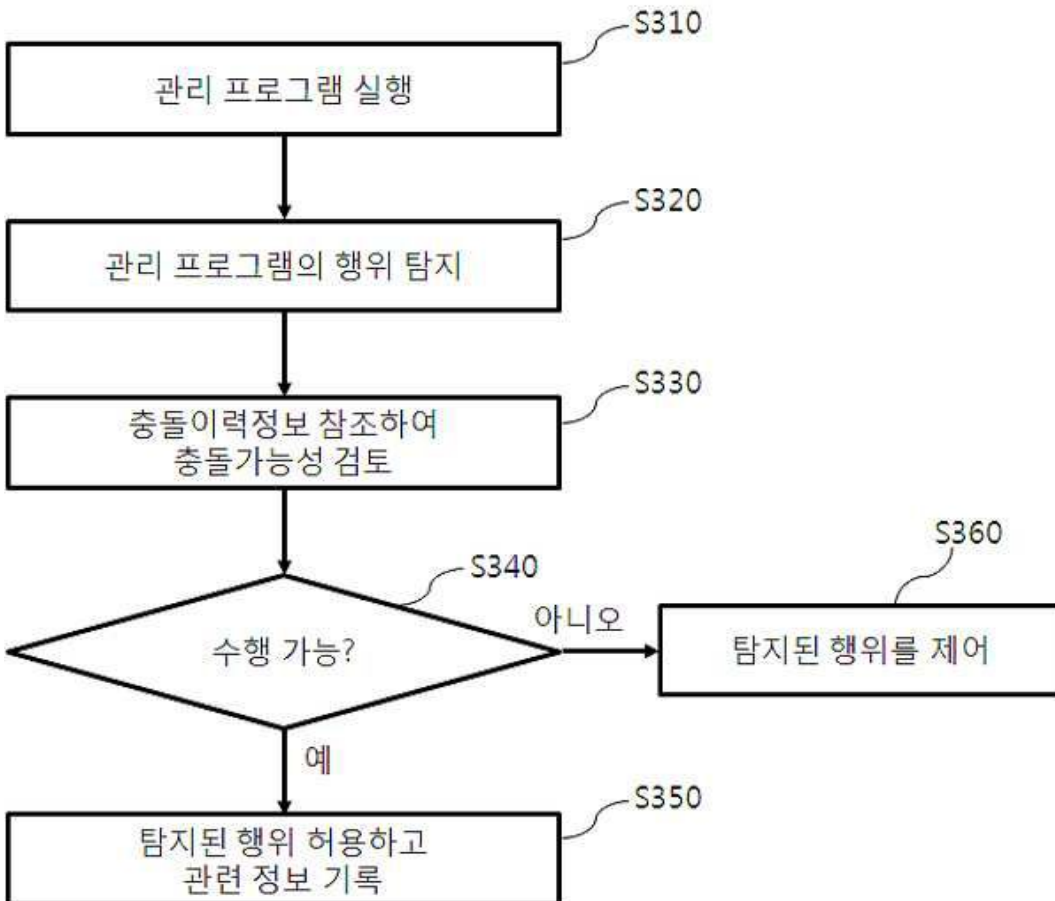 S310
관리 프로그램 실행
S320
관리 프로그램의 행위 탐지
S330
충돌이력정보 참조하여
충돌가능성 검토
S340
수행 가능?
아니오
S360
탐지된 행위를 제어
예
S350
탐지된 행위 허용하고
관련 정보 기록